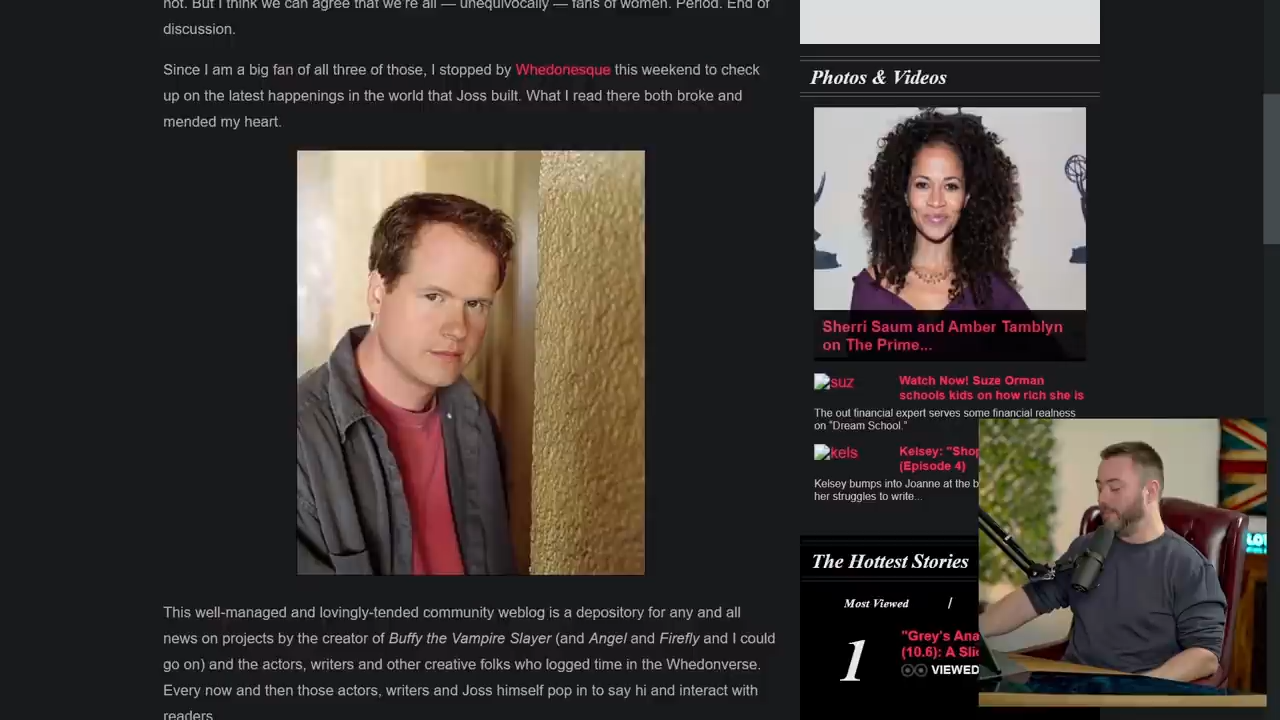 not. But I think we can agree that we're all — unequivocally — fans of women. Period. End of
discussion.
Since I am a big fan of all three of those, I stopped by Whedonesque this weekend to check
up on the latest happenings in the world that Joss built. What I read there both broke and
mended my heart.
This well-managed and lovingly-tended community weblog is a depository for any and all
news on projects by the creator of Buffy the Vampire Slayer (and Angel and Firefly and I could
go on) and the actors, writers and other creative folks who logged time in the Whedonverse.
Every now and then those actors, writers and Joss himself pop in to say hi and interact with
readers.
Photos & Videos
Sherri Saum and Amber Tamblyn
on The Prime...
suz
Watch Now! Suze Orman
schools kids on how rich she is
The out financial expert serves some financial realness
on "Dream School."
kels
Kelsey: "Shop
(Episode 4)
Kelsey bumps into Joanne at the b
her struggles to write...
The Hottest Stories
Most Viewed /
1
"Grey's Ana
(10.6): A Sli
VIEWED